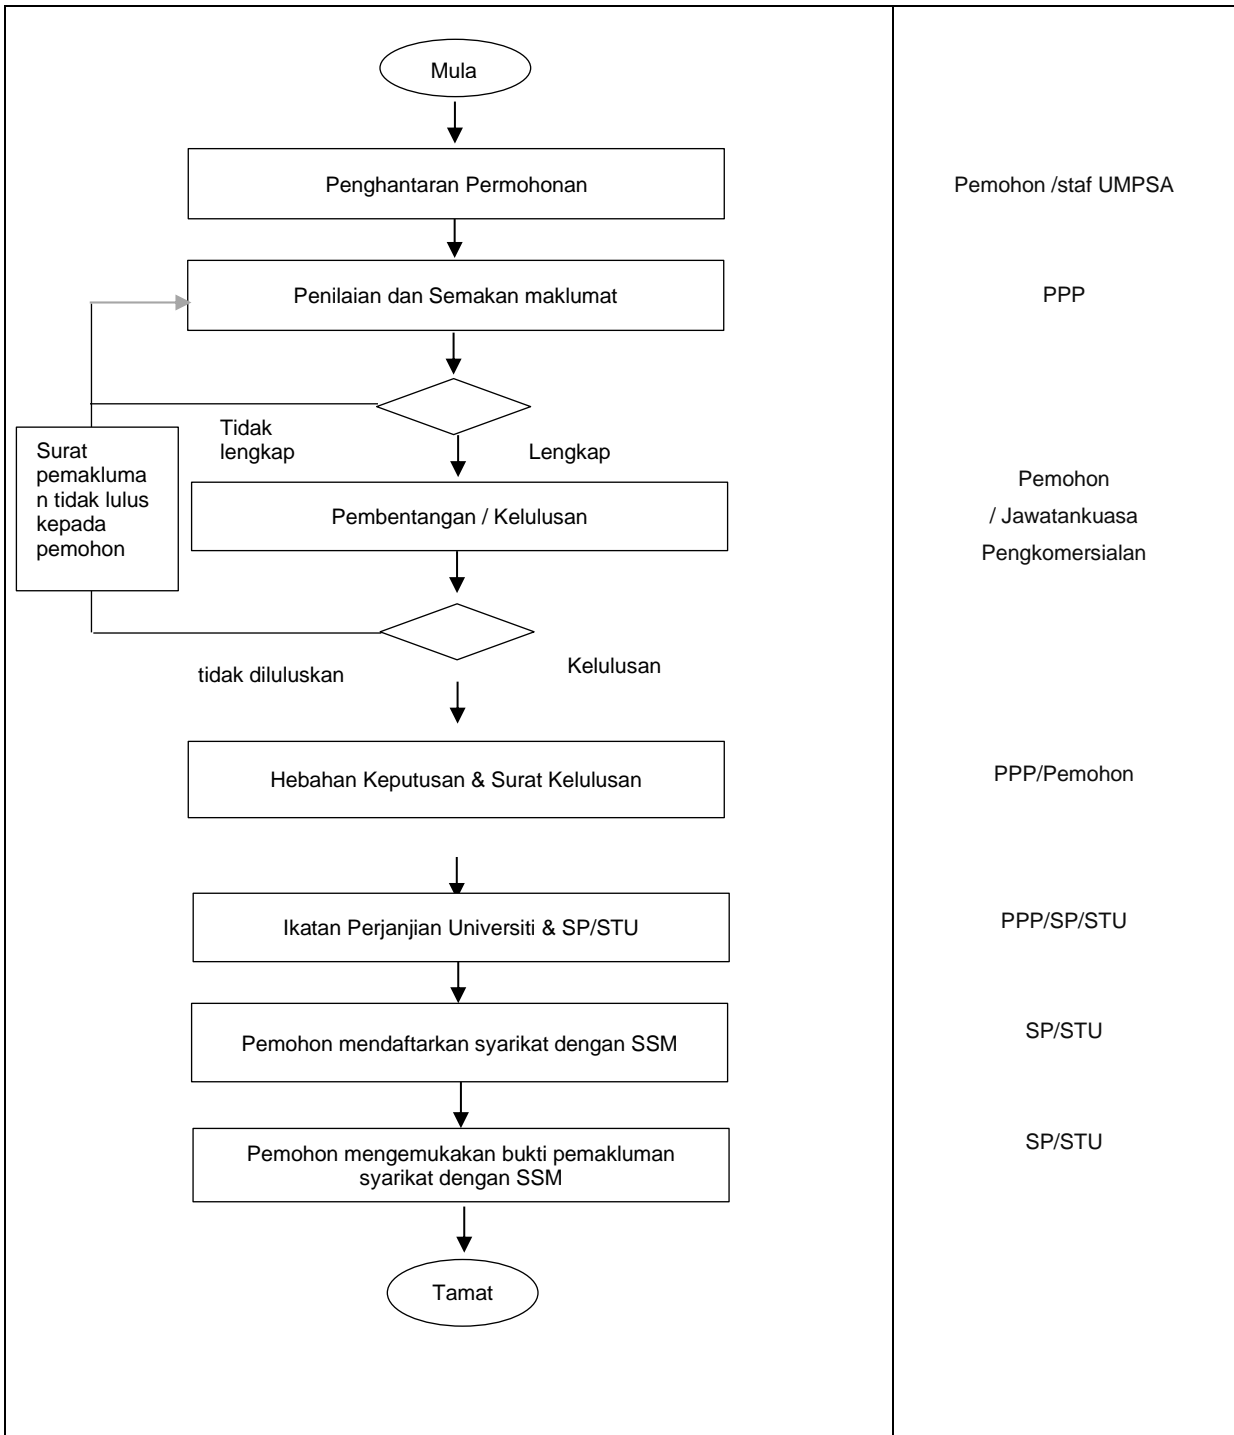 Mula
Penghantaran Permohonan
Pemohon /staf UMPSA
Penilaian dan Semakan maklumat
PPP
Tidak
lengkap
Lengkap
Surat
pemakluma
n tidak lulus
kepada
pemohon
Pembentangan / Kelulusan
Pemohon
/ Jawatankuasa
Pengkomersialan
tidak diluluskan
Kelulusan
Hebahan Keputusan & Surat Kelulusan
PPP/Pemohon
Ikatan Perjanjian Universiti & SP/STU
PPP/SP/STU
Pemohon mendaftarkan syarikat dengan SSM
SP/STU
Pemohon mengemukakan bukti pemakluman
syarikat dengan SSM
SP/STU
Tamat